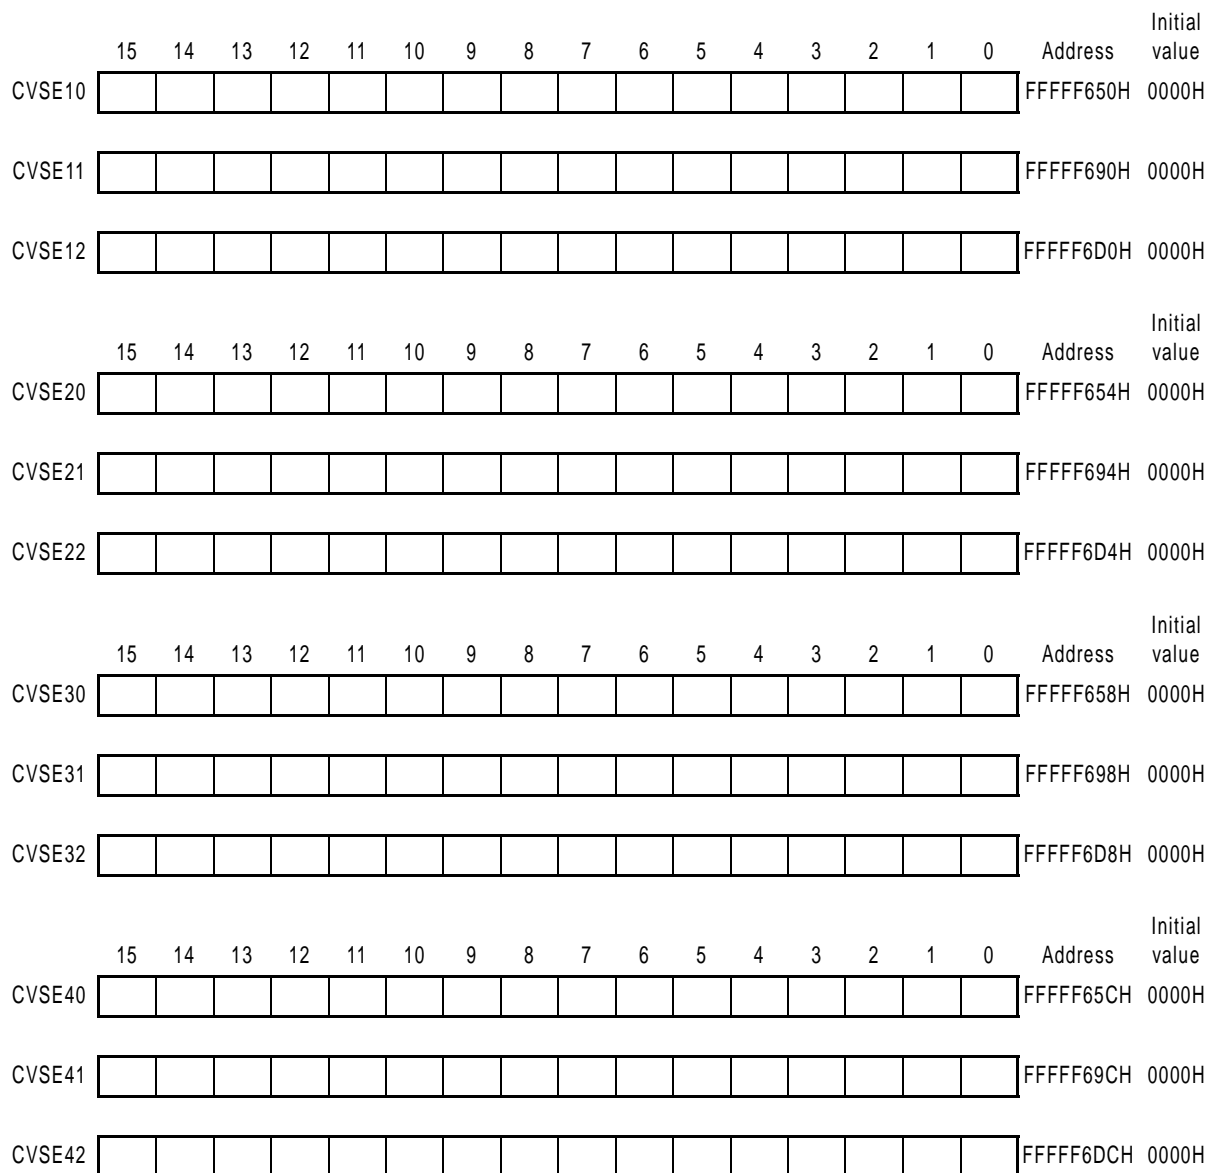 Initial
15 14 13 12 11 10 9 8 7 6 5 4 3 2 1 0 Address value
CVSE10 FFFFF650H 0000H
CVSE11 FFFFF690H 0000H
CVSE12 FFFFF6D0H 0000H
Initial
15 14 13 12 11 10 9 8 7 6 5 4 3 2 1 0 Address value
CVSE20 FFFFF654H 0000H
CVSE21 FFFFF694H 0000H
CVSE22 FFFFF6D4H 0000H
Initial
15 14 13 12 11 10 9 8 7 6 5 4 3 2 1 0 Address value
CVSE30 FFFFF658H 0000H
CVSE31 FFFFF698H 0000H
CVSE32 FFFFF6D8H 0000H
Initial
15 14 13 12 11 10 9 8 7 6 5 4 3 2 1 0 Address value
CVSE40 FFFFF65CH 0000H
CVSE41 FFFFF69CH 0000H
CVSE42 FFFFF6DCH 0000H